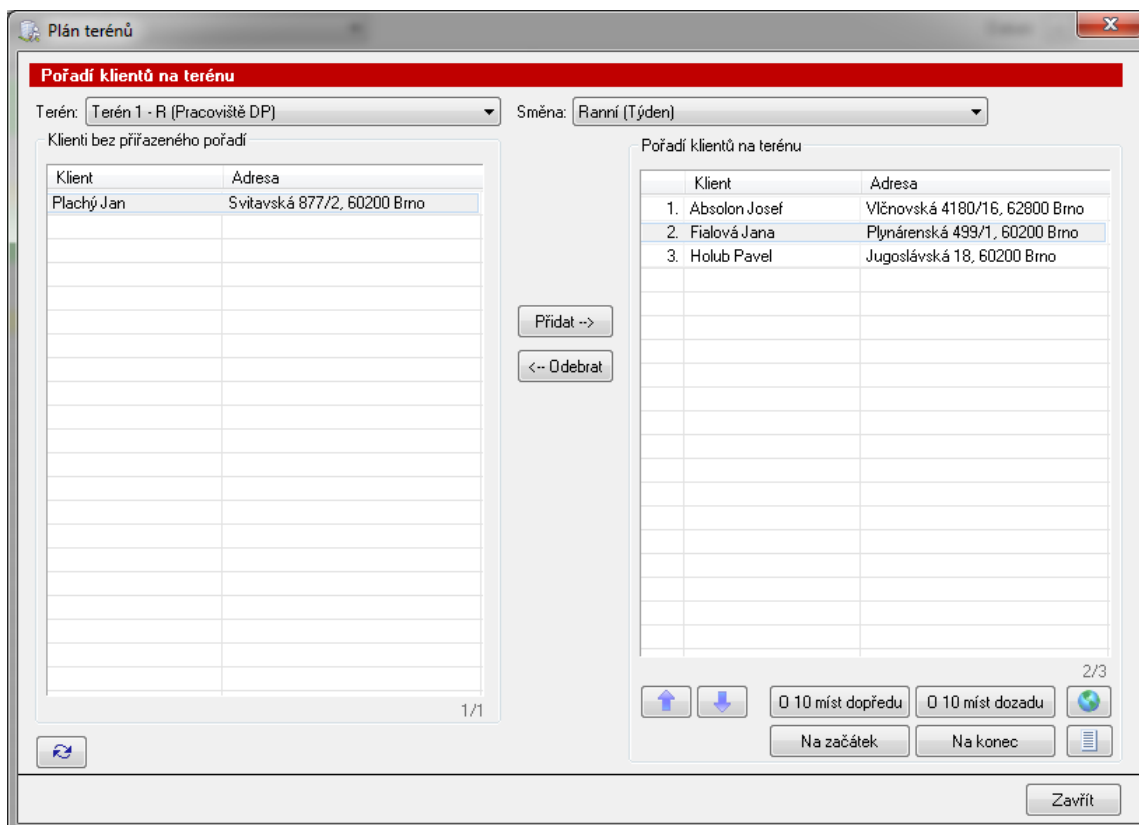 Plán terénů
Pořadí klientů na terénu
Terén: Terén 1 - R (Pracoviště DP) Směna: Ranní (Týden)
Klienti bez přiřazeného pořadí
Klient Adresa
Plachý Jan Svitavská 877/2, 60200 Brno
1/1
Přidat -->
<-- Odebrat
Pořadí klientů na terénu
Klient Adresa
1. Absolon Josef Vlčnovská 4180/16, 62800 Brno
2. Fialová Jana Plynárenská 499/1, 60200 Brno
3. Holub Pavel Jugoslávská 18, 60200 Brno
2/3
O 10 míst dopředu O 10 míst dozadu
Na začátek Na konec
Zavřít